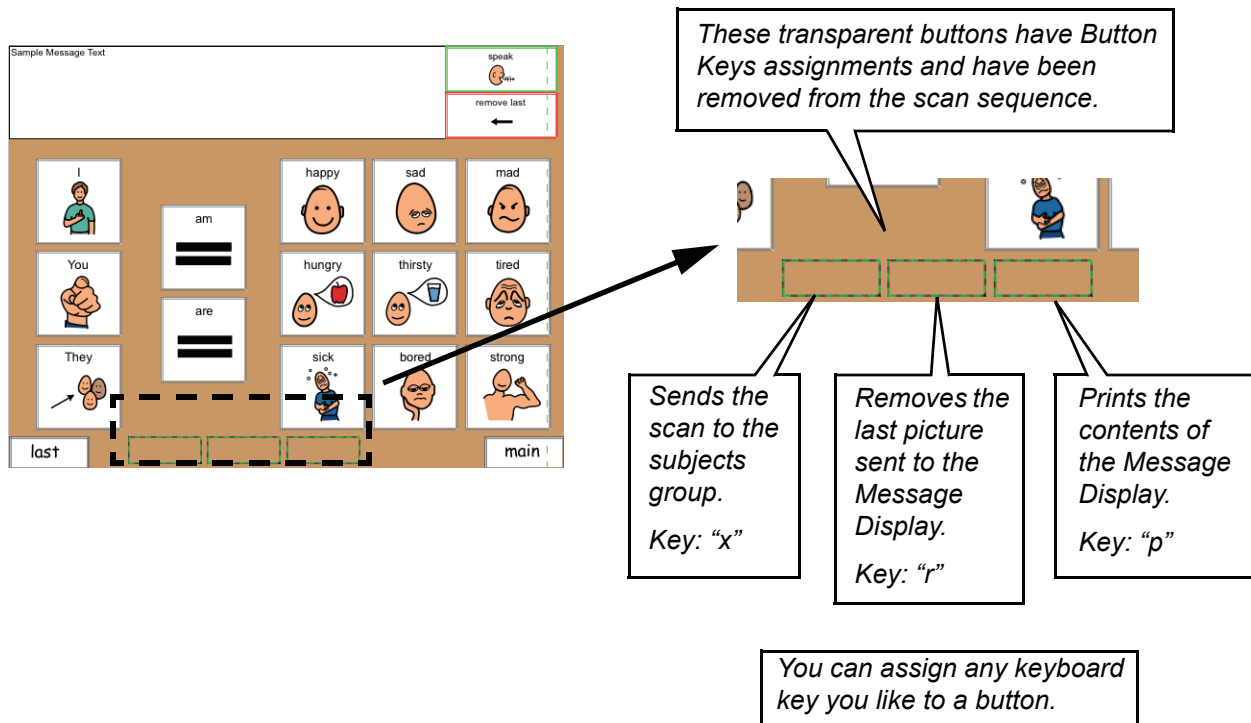 Sample Message Text
speak
remove last
I
happy
sad
mad
am
You
hungry
thirsty
tired
are
They
sick
bored
strong
last
main
These transparent buttons have Button
Keys assignments and have been
removed from the scan sequence.
Sends the
scan to the
subjects
group.
Key: “x”
Removes the
last picture
sent to the
Message
Display.
Key: “r”
Prints the
contents of
the Message
Display.
Key: “p”
You can assign any keyboard
key you like to a button.